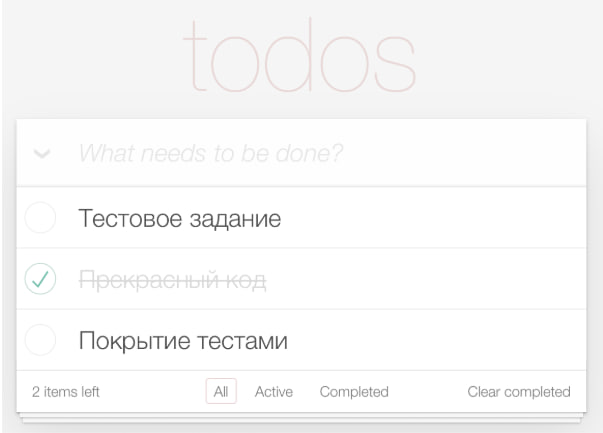 todos
What needs to be done?
Тестовое задание
Прекрасный код
Покрытие тестами
2 items left All Active Completed Clear completed